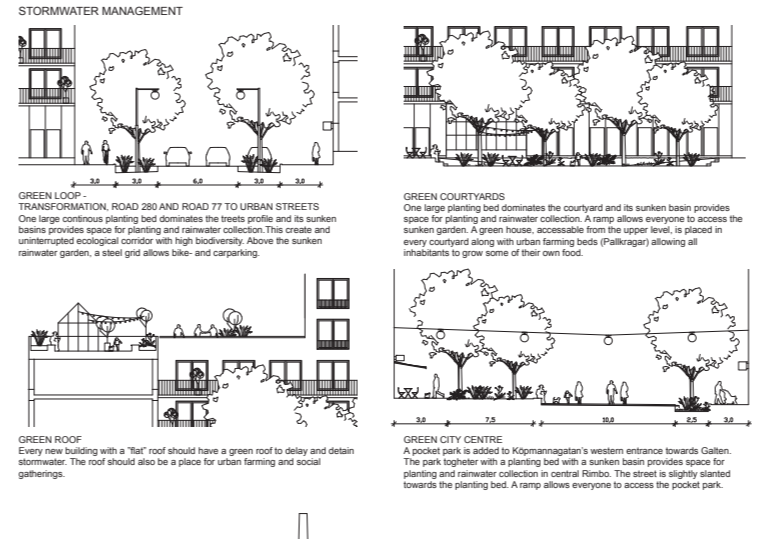 STORMWATER MANAGEMENT
3,0 3,0 6,0 3,0 3,0
GREEN LOOP -
TRANSFORMATION, ROAD 280 AND ROAD 77 TO URBAN STREETS
One large continous planting bed dominates the treets profile and its sunken
basins provides space for planting and rainwater collection.This create and
uninterrupted ecological corridor with high biodiversity. Above the sunken
rainwater garden, a steel grid allows bike- and carparking.
GREEN COURTYARDS
One large planting bed dominates the courtyard and its sunken basin provides
space for planting and rainwater collection. A ramp allows everyone to access the
sunken garden. A green house, accessable from the upper level, is placed in
every courtyard along with urban farming beds (Pallkragar) allowing all
inhabitants to grow some of their own food.
GREEN ROOF
Every new building with a "flat" roof should have a green roof to delay and detain
stormwater. The roof should also be a place for urban farming and social
gatherings.
3,0 7,5 10,0 2,5 3,0
GREEN CITY CENTRE
A pocket park is added to Köpmannagatan's western entrance towards Galten.
The park togheter with a planting bed with a sunken basin provides space for
planting and rainwater collection in central Rimbo. The street is slightly slanted
towards the planting bed. A ramp allows everyone to access the pocket park.